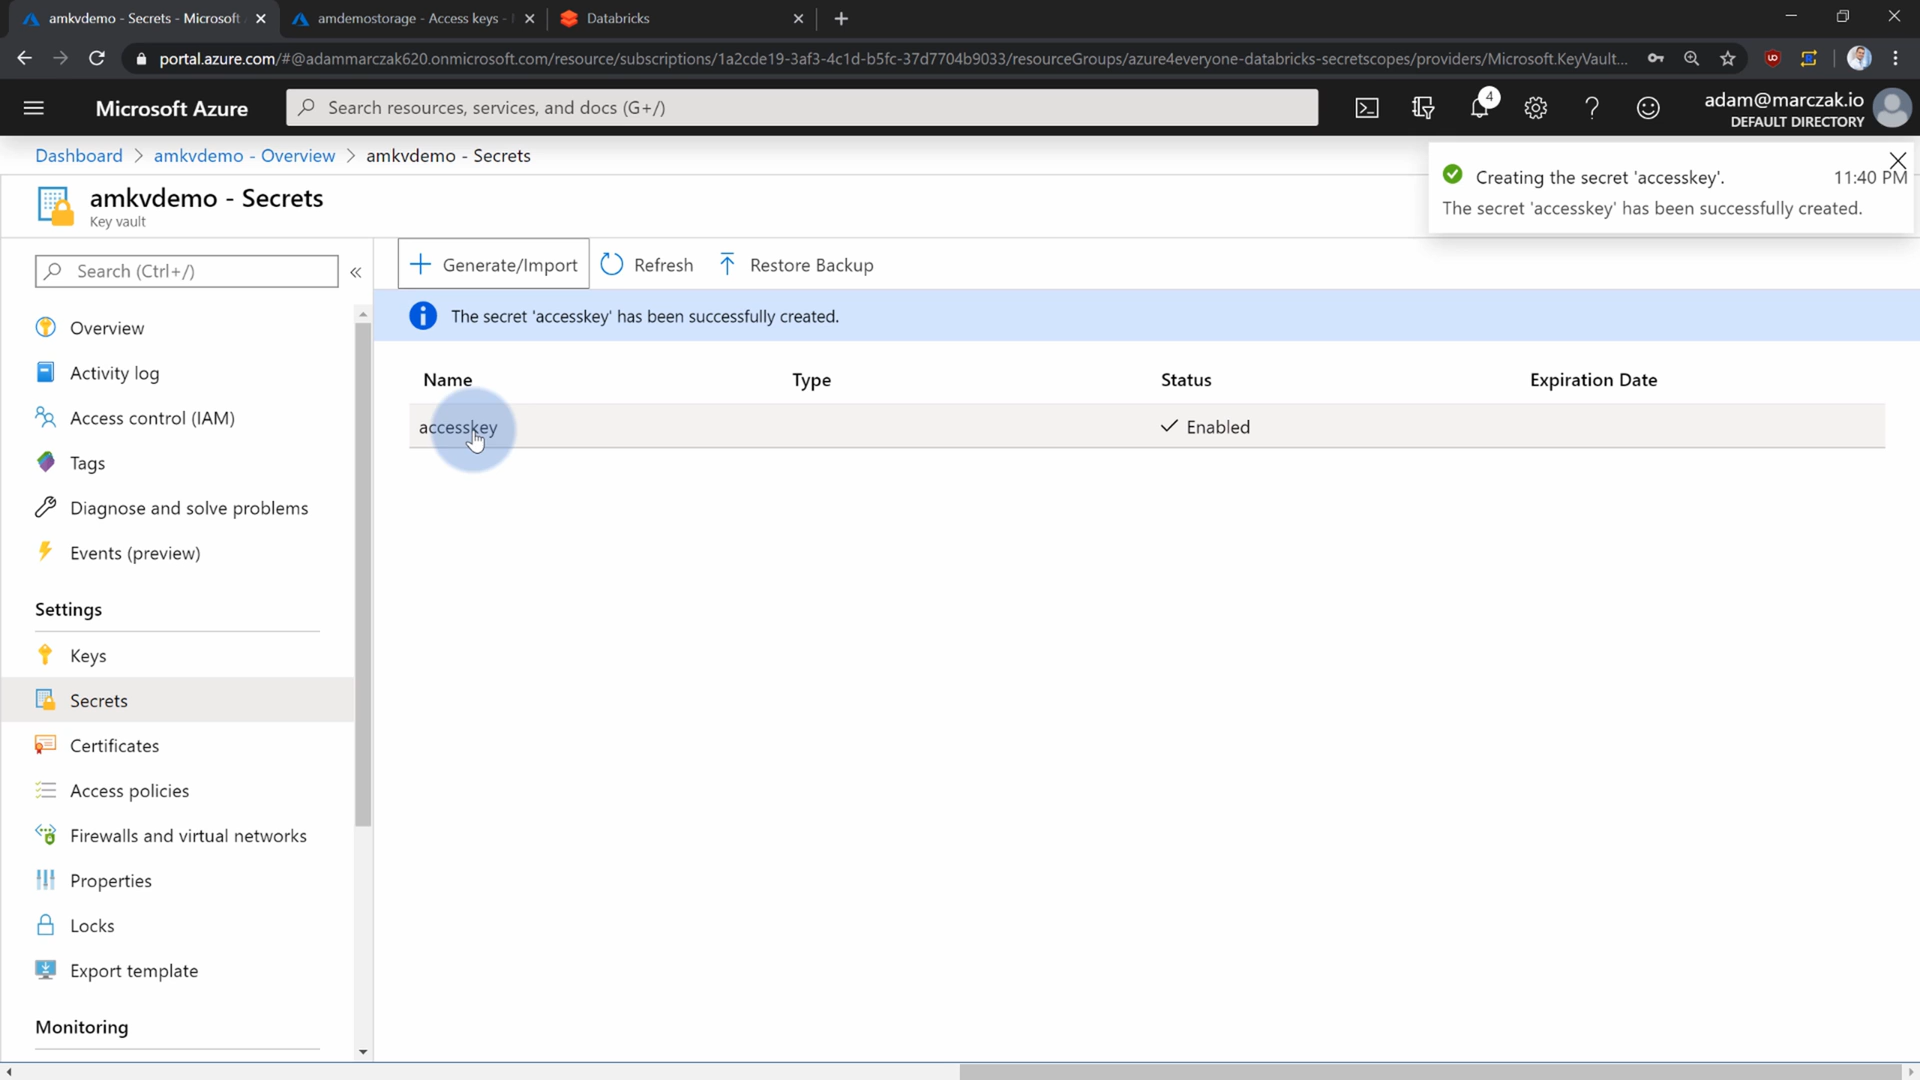 amkvdemo - Secrets - Microsoft
amdemostorage - Access keys -
Databricks
portal.azure.com/#@adammarczak620.onmicrosoft.com/resource/subscriptions/1a2cde19-3af3-4c1d-b5fc-37d7704b9033/resourceGroups/azure4everyone-databricks-secretscopes/providers/Microsoft.KeyVault...
Microsoft Azure
Search resources, services, and docs (G+/)
4
adam@marczak.io
DEFAULT DIRECTORY
Dashboard > amkvdemo - Overview > amkvdemo - Secrets
amkvdemo - Secrets
Key vault
Creating the secret 'accesskey'.
11:40 PM
The secret 'accesskey' has been successfully created.
Search (Ctrl+/)
Overview
Activity log
Access control (IAM)
Tags
Diagnose and solve problems
Events (preview)
Settings
Keys
Secrets
Certificates
Access policies
Firewalls and virtual networks
Properties
Locks
Export template
Monitoring
Generate/Import
Refresh
Restore Backup
The secret 'accesskey' has been successfully created.
Name Type Status Expiration Date
accesskey Enabled